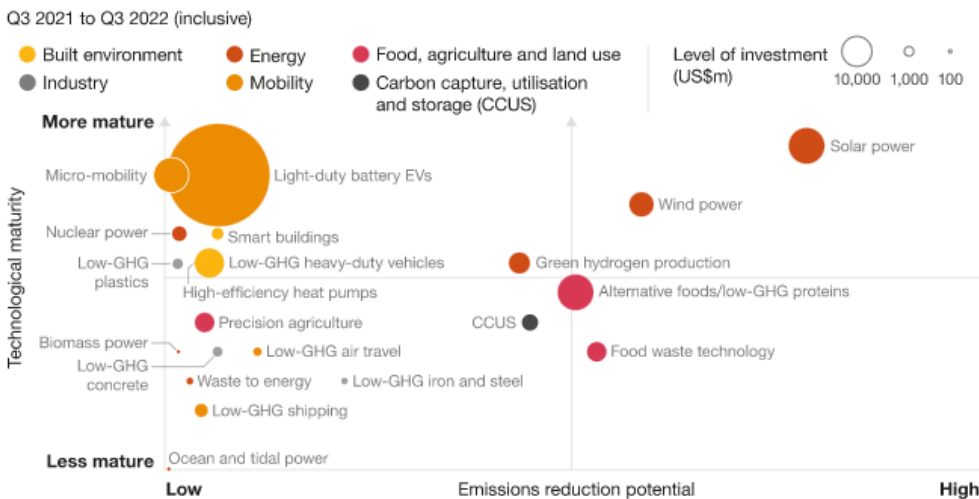 Q3 2021 to Q3 2022 (inclusive)
Built environment
Energy
Food, agriculture and land use
Industry
Mobility
Carbon capture, utilisation
and storage (CCUS)
Level of investment
(US$m)
10,000 1,000 100
More mature
Technological maturity
Micro-mobility
Light-duty battery EVs
Solar power
Wind power
Nuclear power
Smart buildings
Low-GHG
plastics
Low-GHG heavy-duty vehicles
Green hydrogen production
High-efficiency heat pumps
Alternative foods/low-GHG proteins
Precision agriculture
CCUS
Biomass power
Low-GHG air travel
Food waste technology
Low-GHG
concrete
Waste to energy
Low-GHG iron and steel
Low-GHG shipping
Less mature
Ocean and tidal power
Low
Emissions reduction potential
High